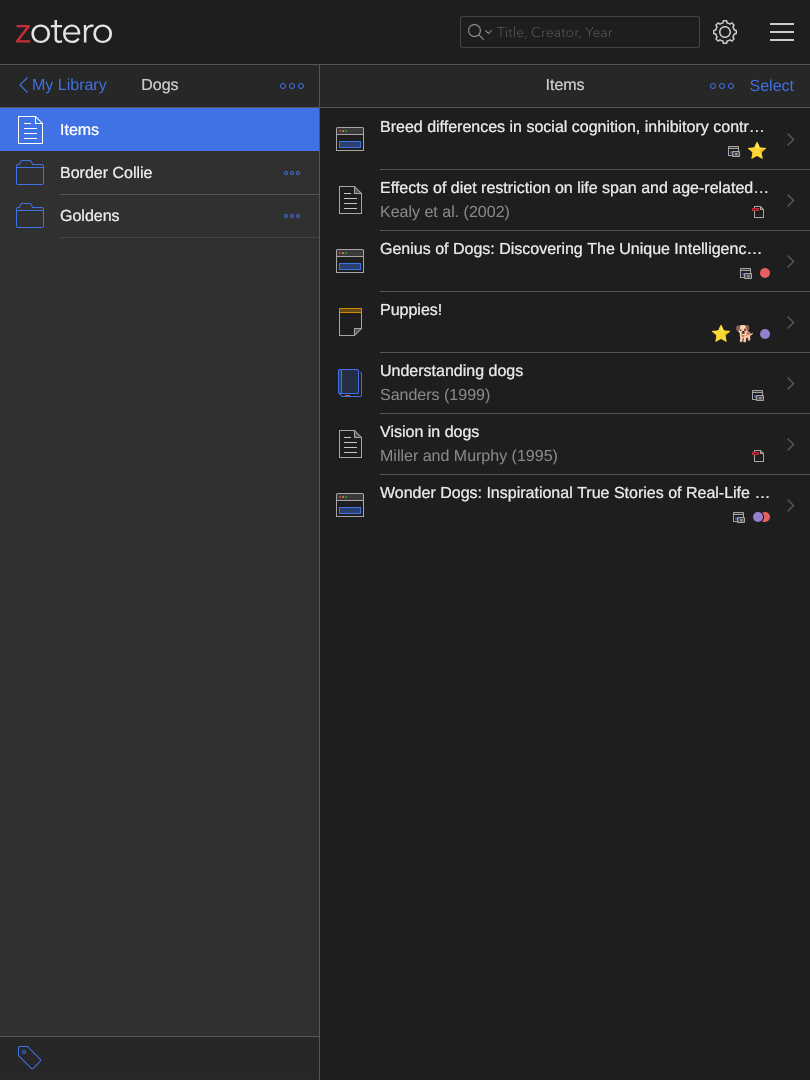 zotero
Title, Creator, Year
My Library
Dogs
Items
Border Collie
Goldens
Items
Select
Breed differences in social cognition, inhibitory contr…
Effects of diet restriction on life span and age-related…
Kealy et al. (2002)
Genius of Dogs: Discovering The Unique Intelligenc…
Puppies!
Understanding dogs
Sanders (1999)
Vision in dogs
Miller and Murphy (1995)
Wonder Dogs: Inspirational True Stories of Real-Life …